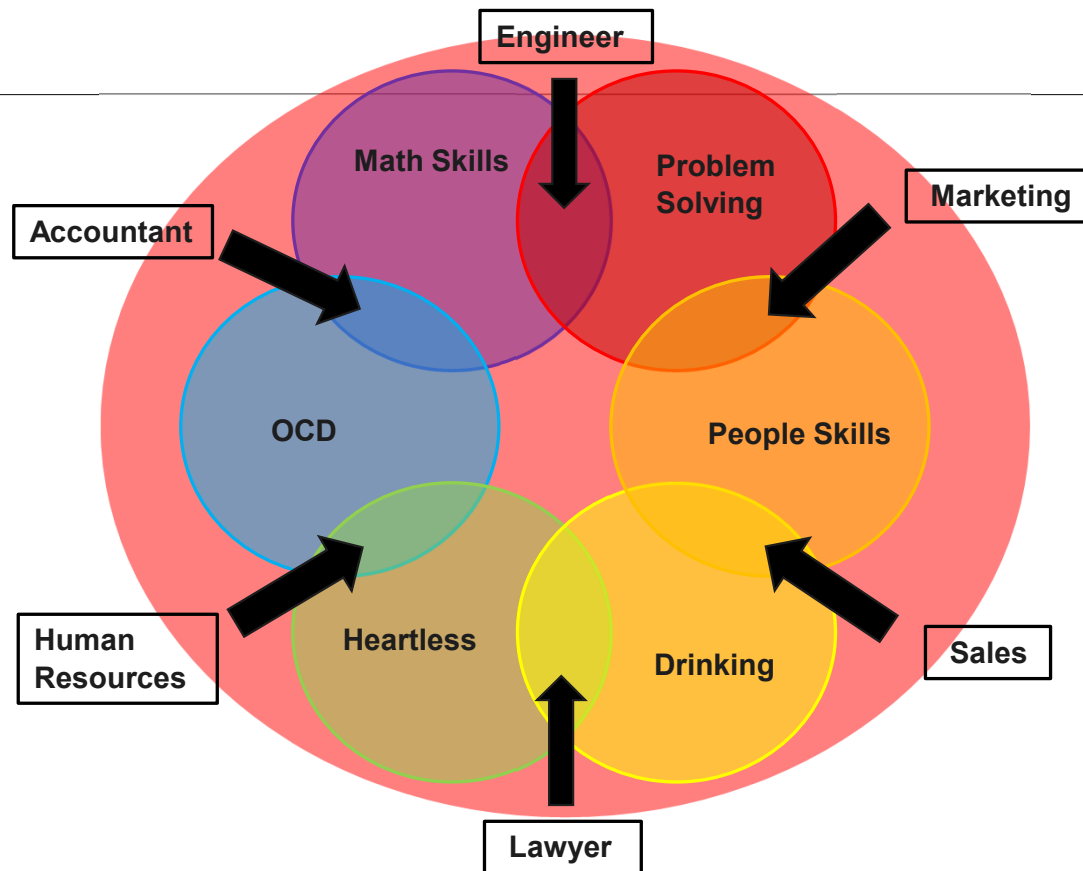 Engineer
Math Skills
Problem
Solving
Marketing
Accountant
OCD
People Skills
Human
Resources
Heartless
Drinking
Sales
Lawyer